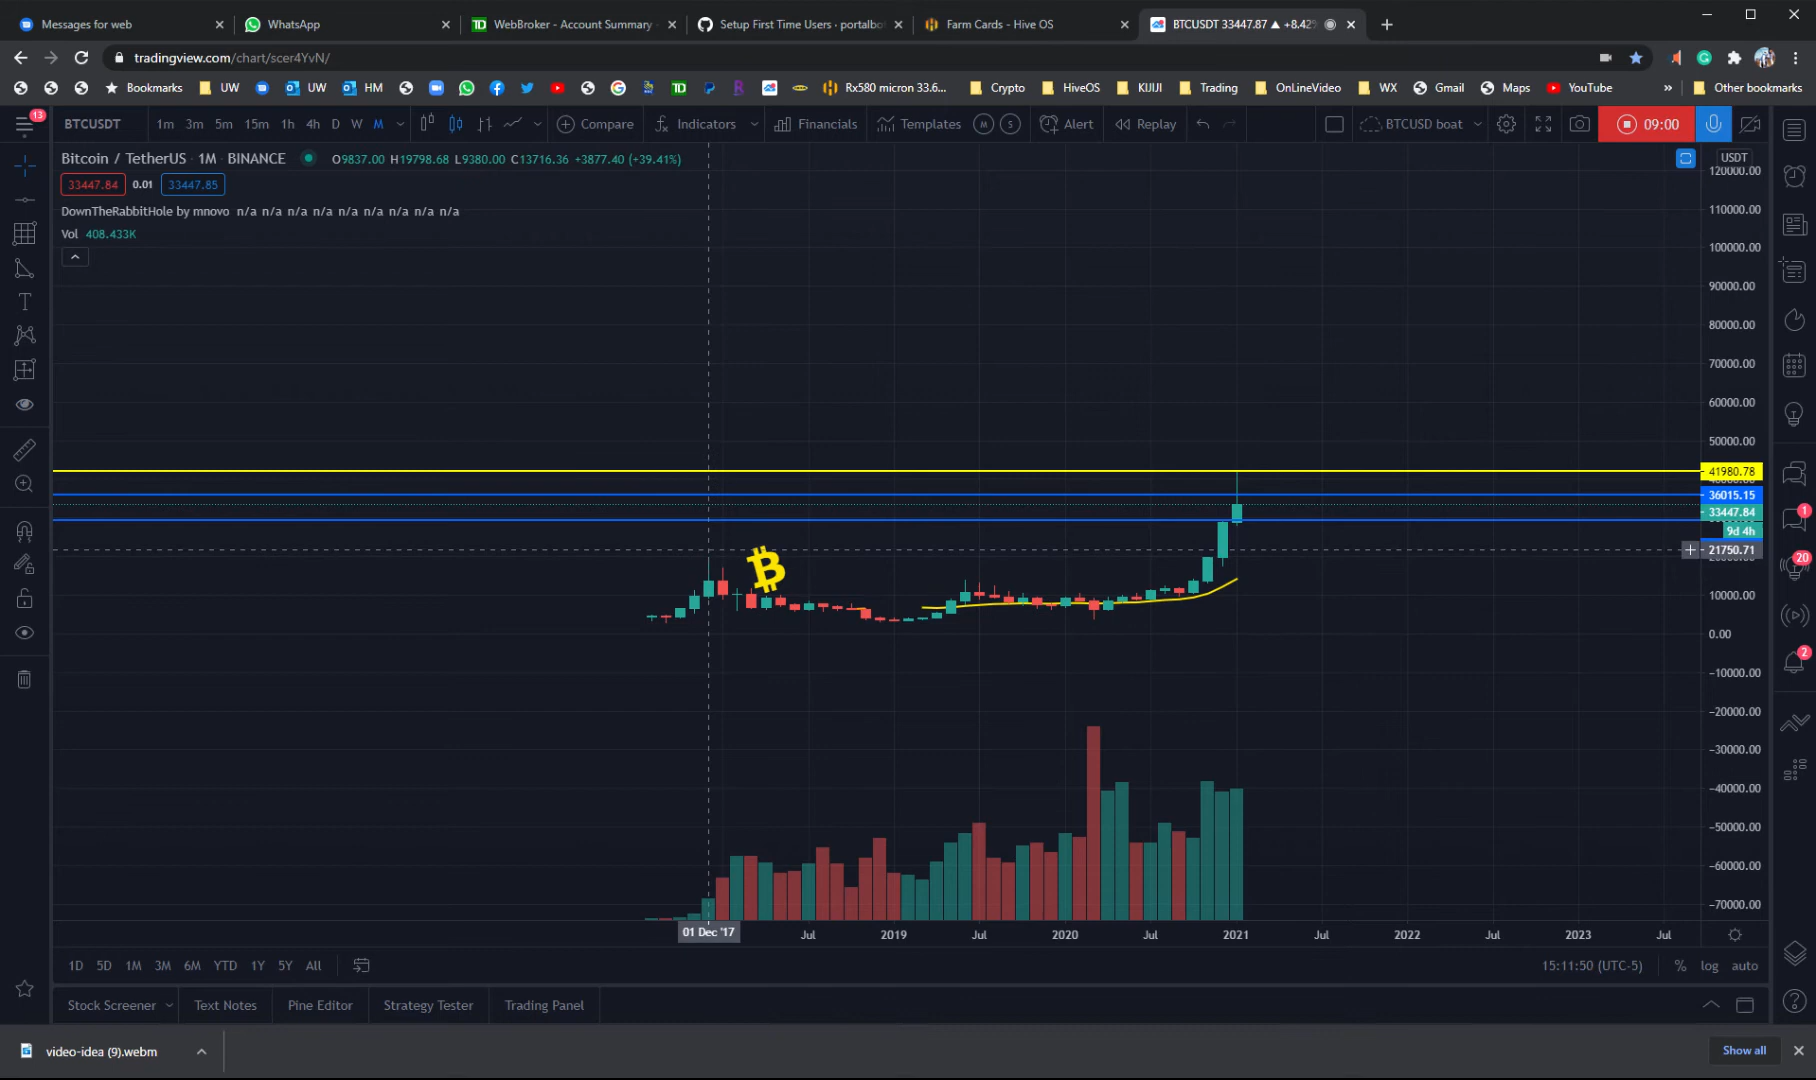 Messages for web
WhatsApp
WebBroker - Account Summary
Setup First Time Users · portalbo
Farm Cards - Hive OS
BTCUSDT 33447.87 ▲ +8.42%
tradingview.com/chart/scer4YvN/
Bookmarks
UW
UW
HM
Rx580 micron 33.6...
Crypto
HiveOS
KIJIJI
Trading
OnLineVideo
WX
Gmail
Maps
YouTube
»
Other bookmarks
13
BTCUSDT
1m 3m 5m 15m 1h 4h D W M
Compare
Indicators
Financials
Templates
M
S
Alert
Replay
BTCUSD boat
09:00
Bitcoin / TetherUS · 1M · BINANCE
O9837.00 H19798.68 L9380.00 C13716.36 +3877.40 (+39.41%)
33447.84
0.01
33447.85
DownTheRabbitHole by mnovo n/a n/a n/a n/a n/a n/a n/a n/a n/a
Vol 408.433K
USDT
120000.00
110000.00
100000.00
90000.00
80000.00
70000.00
60000.00
50000.00
41980.78
36015.15
33447.84
9d 4h
21750.71
10000.00
0.00
−10000.00
−20000.00
−30000.00
−40000.00
−50000.00
−60000.00
−70000.00
1
20
2
01 Dec '17
Jul
2019
Jul
2020
Jul
2021
Jul
2022
Jul
2023
Jul
1D 5D 1M 3M 6M YTD 1Y 5Y All
15:11:50 (UTC-5)
%
log
auto
Stock Screener
Text Notes
Pine Editor
Strategy Tester
Trading Panel
video-idea (9).webm
Show all